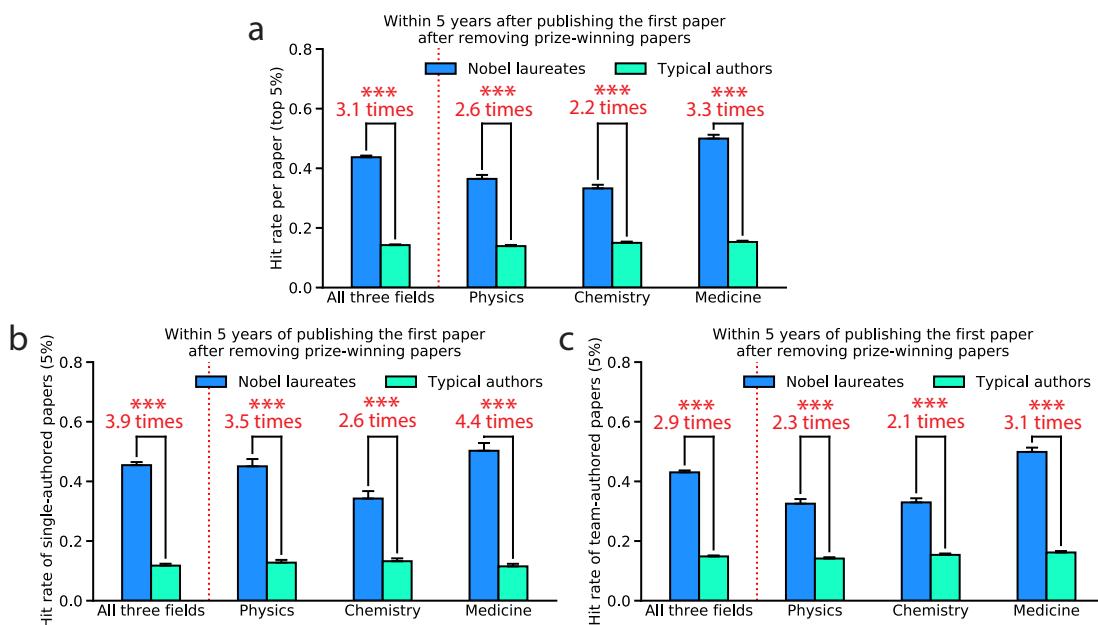 a
Within 5 years after publishing the first paper
after removing prize-winning papers
Hit rate per paper (top 5%)
0.8
0.6
0.4
0.2
0.0
Nobel laureates
Typical authors
***
3.1 times
***
2.6 times
***
2.2 times
***
3.3 times
All three fields
Physics
Chemistry
Medicine
b
Within 5 years of publishing the first paper
after removing prize-winning papers
Hit rate of single-authored papers (5%)
0.8
0.6
0.4
0.2
0.0
Nobel laureates
Typical authors
***
3.9 times
***
3.5 times
***
2.6 times
***
4.4 times
All three fields
Physics
Chemistry
Medicine
c
Within 5 years of publishing the first paper
after removing prize-winning papers
Hit rate of team-authored papers (5%)
0.8
0.6
0.4
0.2
0.0
Nobel laureates
Typical authors
***
2.9 times
***
2.3 times
***
2.1 times
***
3.1 times
All three fields
Physics
Chemistry
Medicine